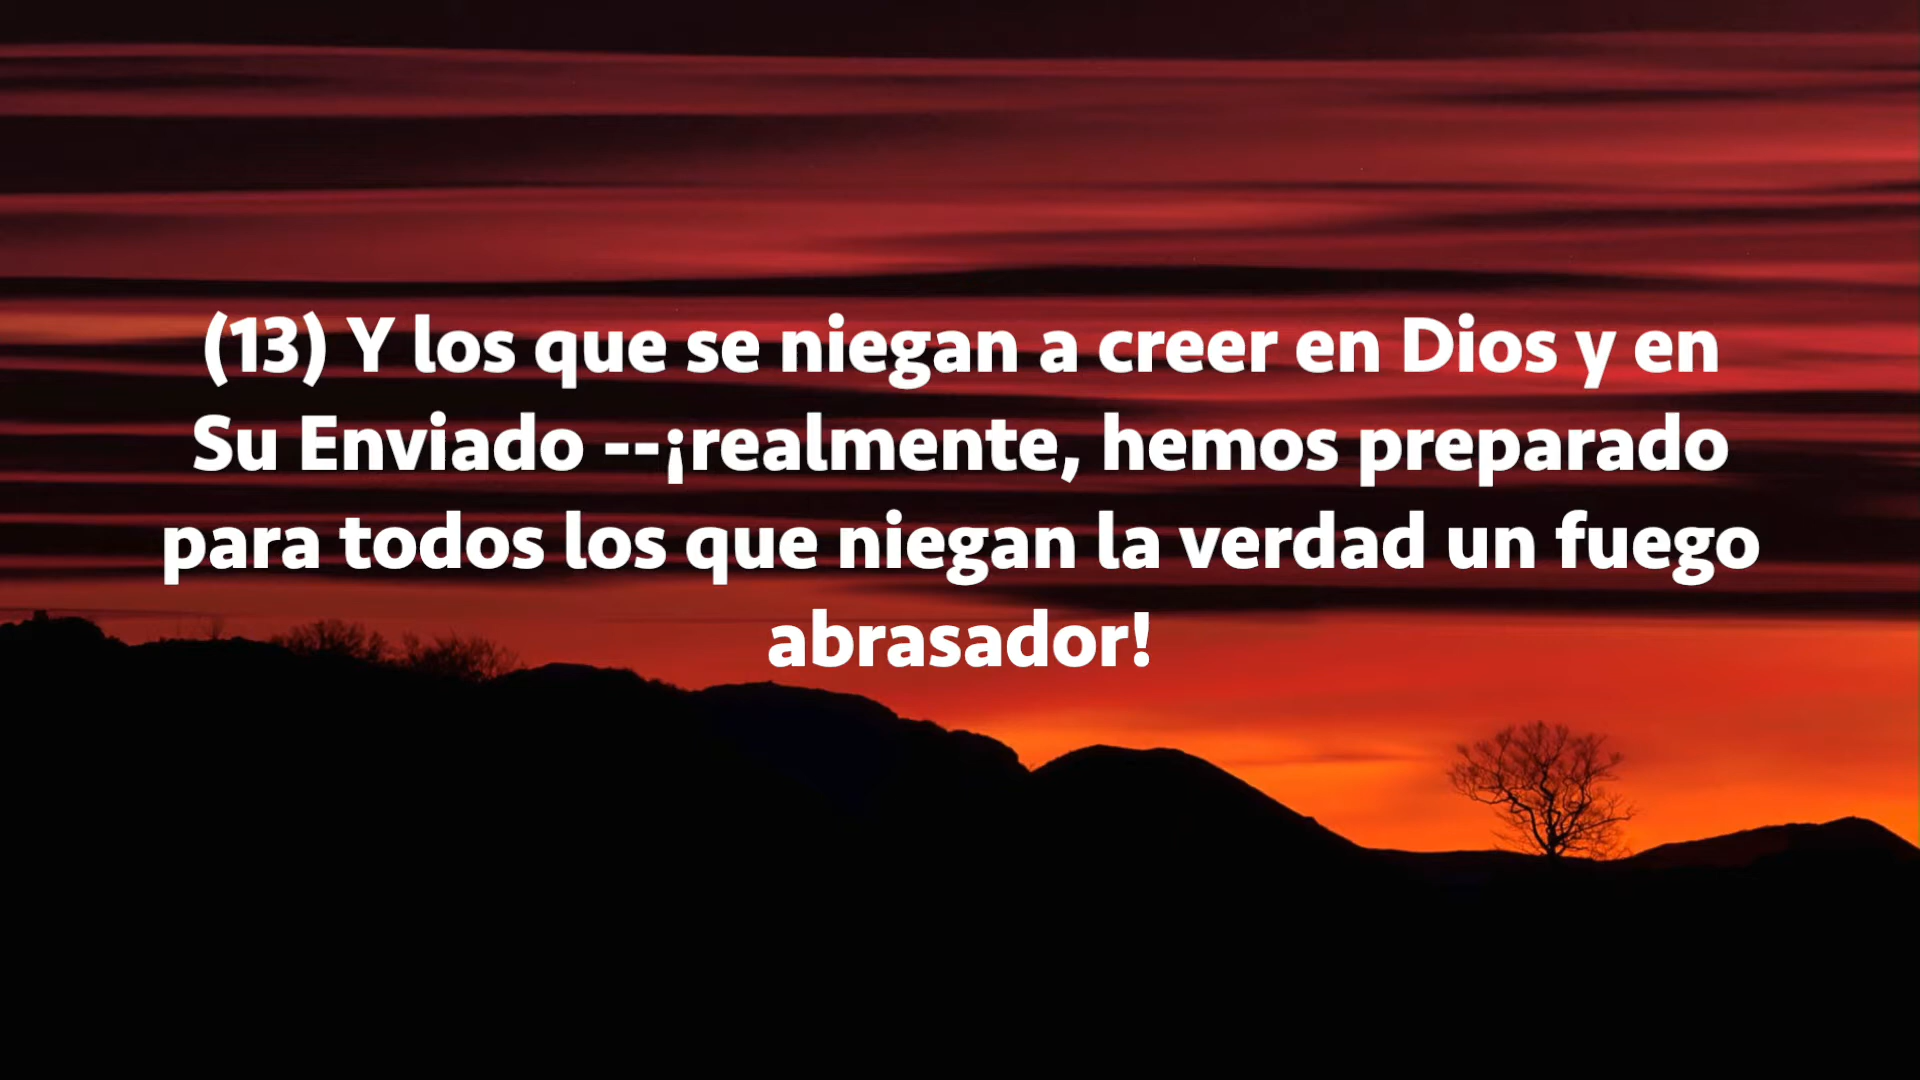 (13) Y los que se niegan a creer en Dios y en
Su Enviado --¡realmente, hemos preparado
para todos los que niegan la verdad un fuego
abrasador!